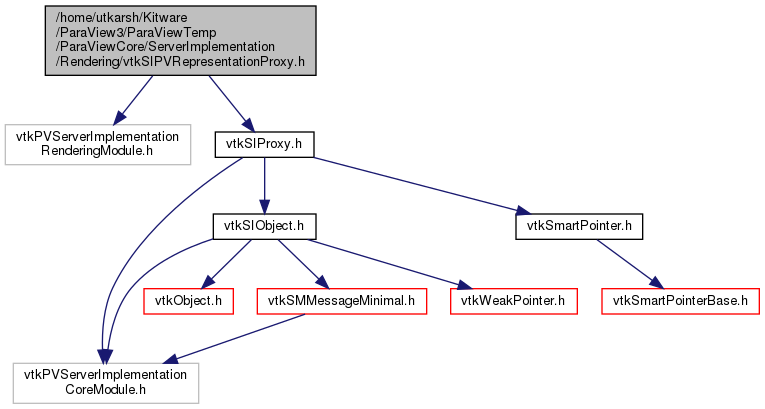 /home/utkarsh/Kitware
/ParaView3/ParaViewTemp
/ParaViewCore/ServerImplementation
/Rendering/vtkSIPVRepresentationProxy.h
vtkPVServerImplementation
RenderingModule.h
vtkSIProxy.h
vtkSIObject.h
vtkSmartPointer.h
vtkObject.h
vtkSMMessageMinimal.h
vtkWeakPointer.h
vtkSmartPointerBase.h
vtkPVServerImplementation
CoreModule.h